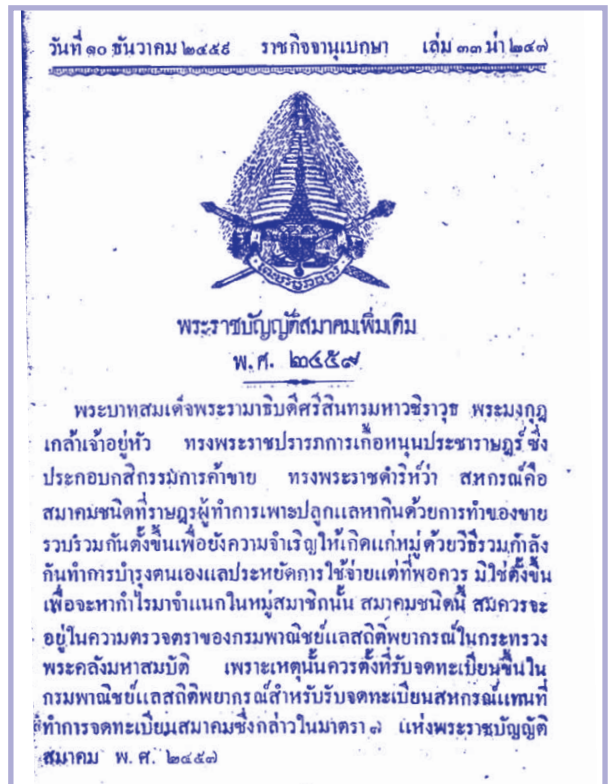 วันที่ ๑๐ ธันวาคม ๒๔๕๙ ราชกิจจานุเบกษา เล่ม ๓๓ น่า ๒๔๗
พระราชบัญญัติสมาคมเพิ่มเติม
พ.ศ. ๒๔๕๙
พระบาทสมเด็จพระรามาธิบดีศรีสินทรมหาวชิราวุธ พระมงกุฎ
เกล้าเจ้าอยู่หัว ทรงพระราชปรารภการเกื้อหนุนประชาราษฎร์ ซึ่ง
ประกอบกสิกรรมการค้าขาย ทรงพระราชดำริห์ว่า สหกรณ์คือ
สมาคมชนิดที่ราษฎรผู้ทำการเพาะปลูกแลหากินด้วยการทำของขาย
รวบรวมกันตั้งขึ้นเพื่อยังความจำเริญให้เกิดแก่หมู่ ด้วยวิธีรวมกำลัง
กันทำการบำรุงตนเองแลประหยัดการใช้จ่ายแต่ที่พอควร มิใช่ตั้งขึ้น
เพื่อจะหากำไรมาจำแนกในหมู่สมาชิกนั้น สมาคมชนิดนี้ สมควรจะ
อยู่ในความตรวจตราของกรมพาณิชย์แลสถิติพยากรณ์ในกระทรวง
พระคลังมหาสมบัติ เพราะเหตุนั้นควรตั้งที่รับจดทะเบียนขึ้นใน
กรมพาณิชย์แลสถิติพยากรณ์สำหรับรับจดทะเบียนสหกรณ์แทนที่
ทำการจดทะเบียนสมาคมซึ่งกล่าวในมาตรา ๗ แห่งพระราชบัญญัติ
สมาคม พ.ศ. ๒๔๕๗